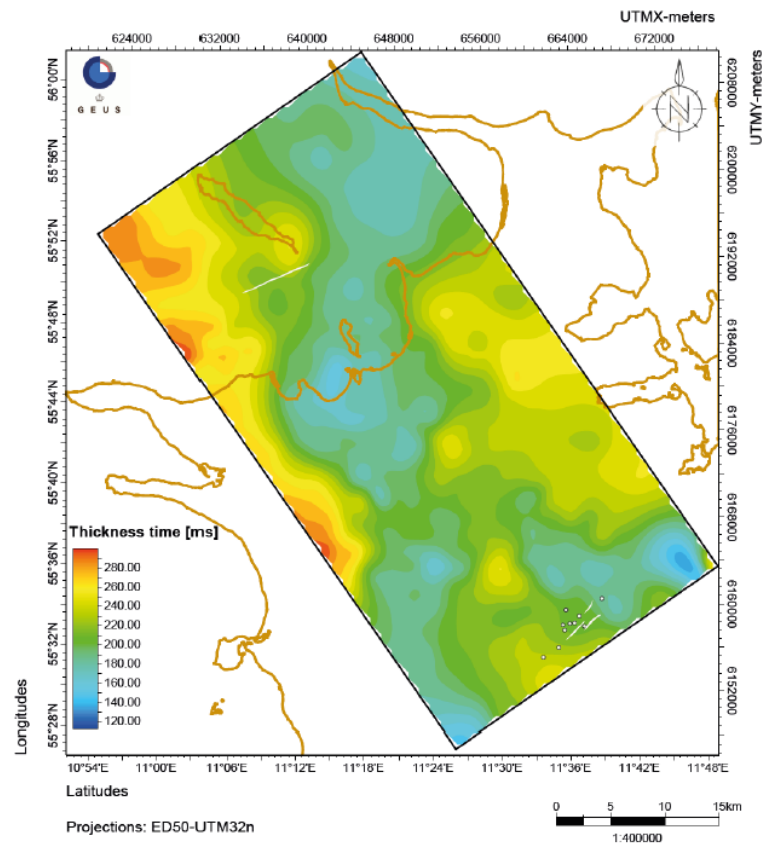 UTMX-meters
624000 632000 640000 648000 656000 664000 672000
GEUS
N
UTMY-meters
6208000
6200000
6192000
6184000
6176000
6168000
6160000
6152000
56°00'N
55°56'N
55°52'N
55°48'N
55°44'N
55°40'N
55°36'N
55°32'N
55°28'N
Thickness time [ms]
280.00
260.00
240.00
220.00
200.00
180.00
160.00
140.00
120.00
Longitudes
10°54'E 11°00'E 11°06'E 11°12'E 11°18'E 11°24'E 11°30'E 11°36'E 11°42'E 11°48'E
Latitudes
0 5 10 15km
Projections: ED50-UTM32n
1:400000